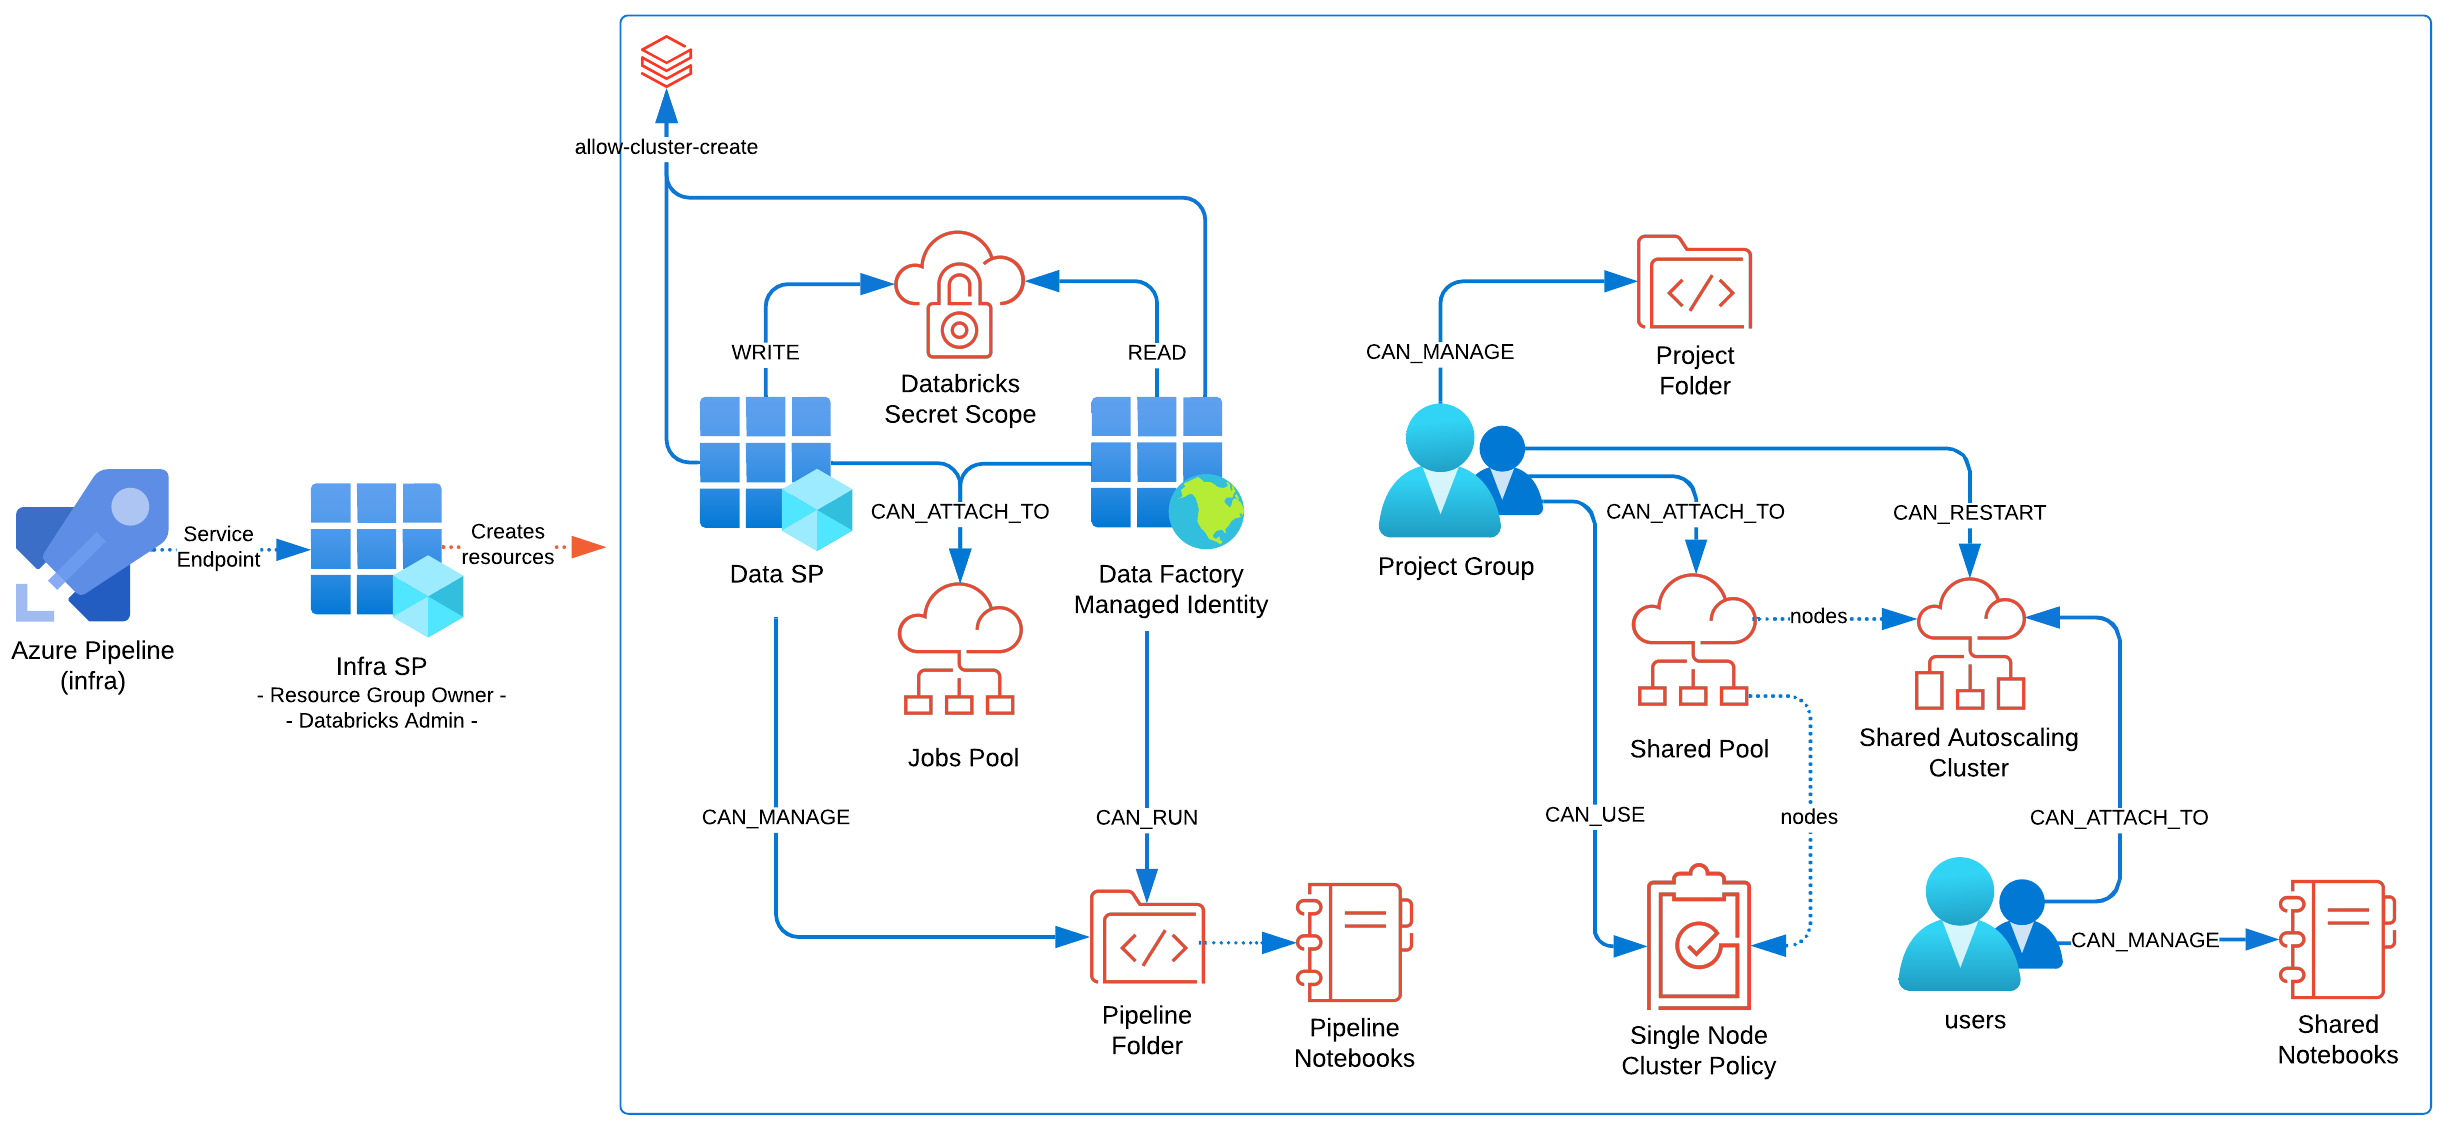 allow-cluster-create
WRITE
Databricks
Secret Scope
READ
CAN_MANAGE
Project
Folder
Service
Endpoint
Creates
resources
Azure Pipeline
(infra)
Infra SP
- Resource Group Owner -
- Databricks Admin -
Data SP
CAN_ATTACH_TO
Data Factory
Managed Identity
Jobs Pool
Project Group
CAN_ATTACH_TO
CAN_RESTART
nodes
Shared Pool
Shared Autoscaling
Cluster
CAN_MANAGE
CAN_RUN
CAN_USE
nodes
CAN_ATTACH_TO
Pipeline
Folder
Pipeline
Notebooks
Single Node
Cluster Policy
users
CAN_MANAGE
Shared
Notebooks